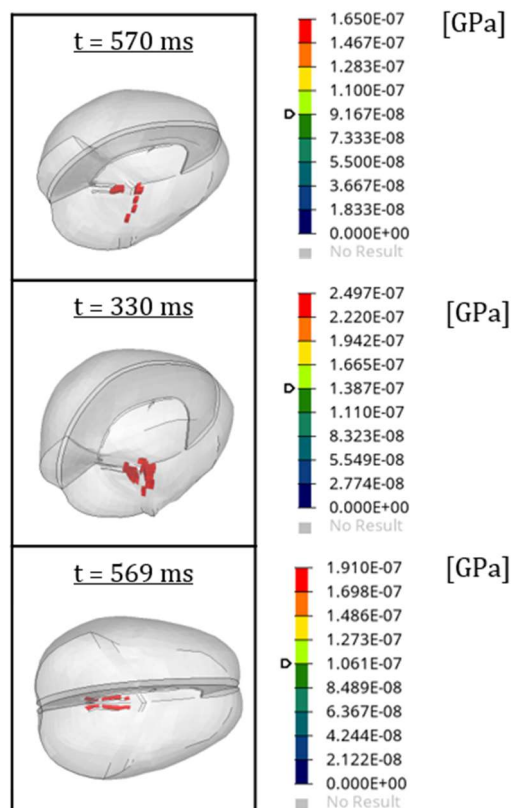 t = 570 ms
[GPa]
1.650E-07
1.467E-07
1.283E-07
1.100E-07
9.167E-08
7.333E-08
5.500E-08
3.667E-08
1.833E-08
0.000E+00
No Result
t = 330 ms
[GPa]
2.497E-07
2.220E-07
1.942E-07
1.665E-07
1.387E-07
1.110E-07
8.323E-08
5.549E-08
2.774E-08
0.000E+00
No Result
t = 569 ms
[GPa]
1.910E-07
1.698E-07
1.486E-07
1.273E-07
1.061E-07
8.489E-08
6.367E-08
4.244E-08
2.122E-08
0.000E+00
No Result